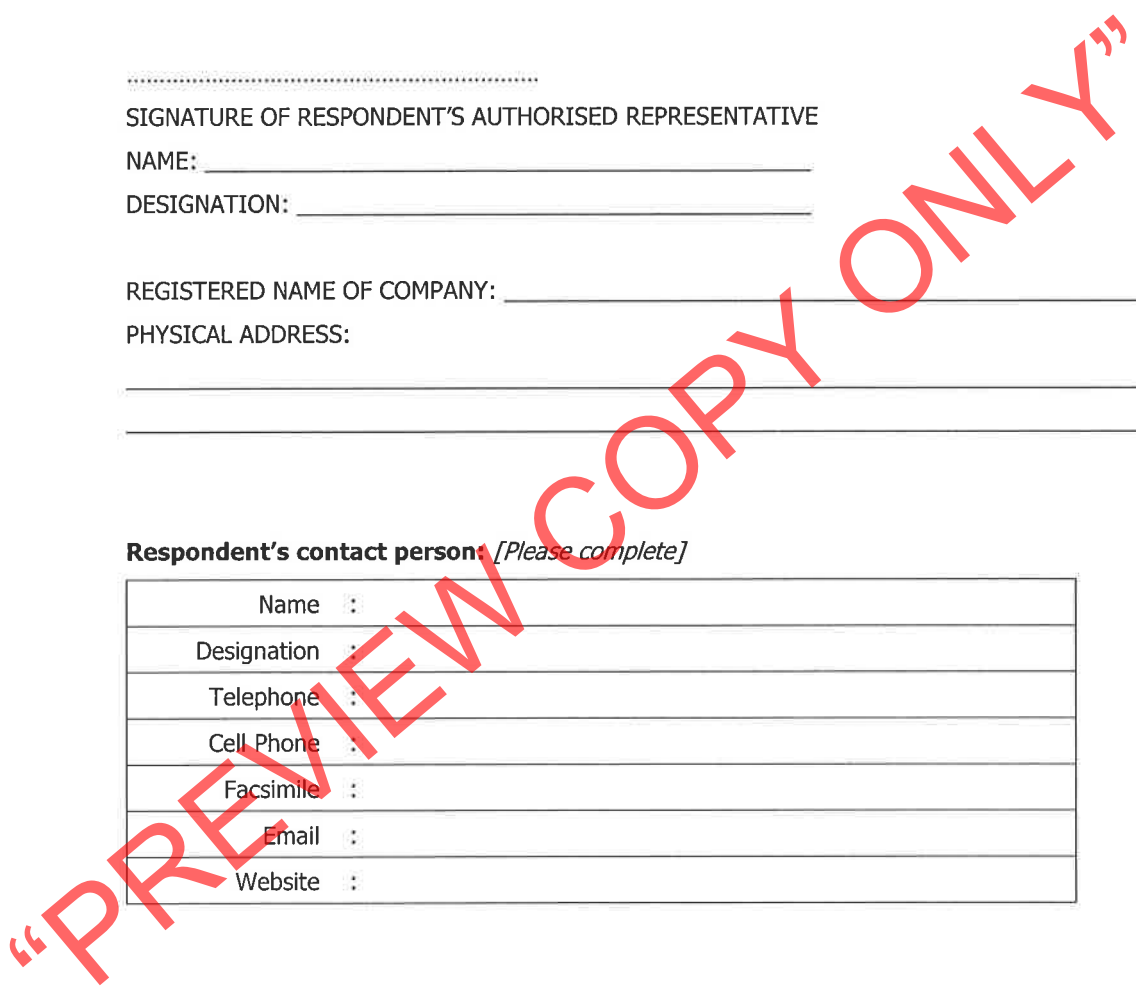 SIGNATURE OF RESPONDENT'S AUTHORISED REPRESENTATIVE
NAME:
DESIGNATION:
REGISTERED NAME OF COMPANY:
PHYSICAL ADDRESS:
Respondent's contact person: [Please complete]
Name :
Designation :
Telephone :
Cell Phone :
Facsimile :
Email :
Website :
"PREVIEW COPY ONLY"